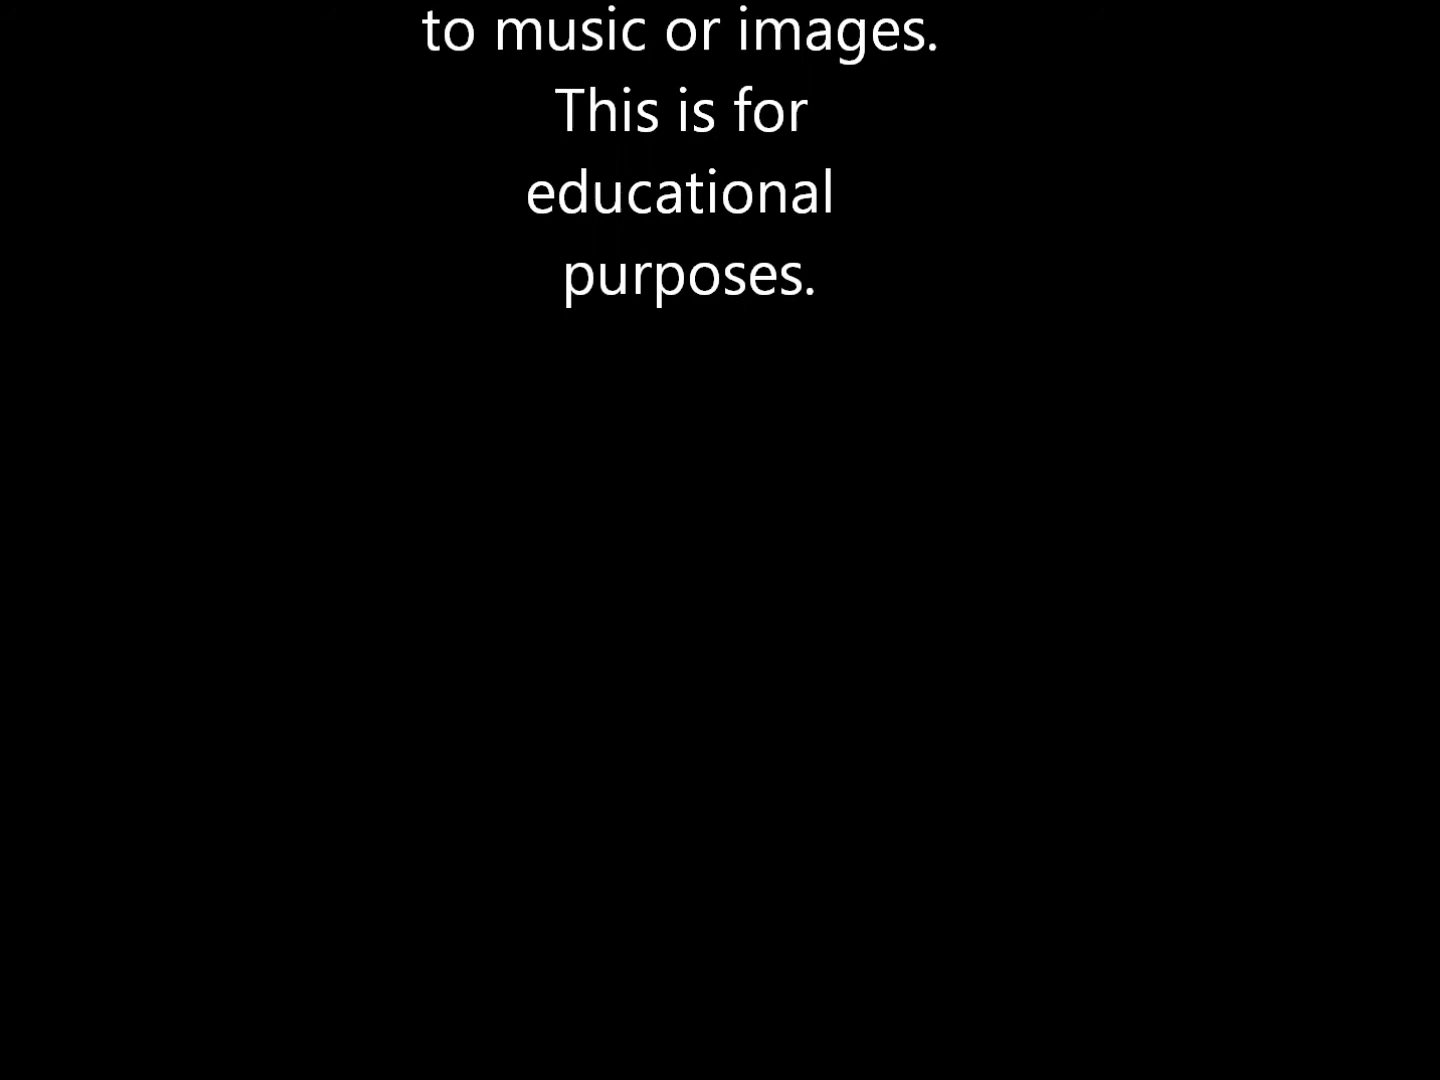 to music or images.
This is for
educational
purposes.